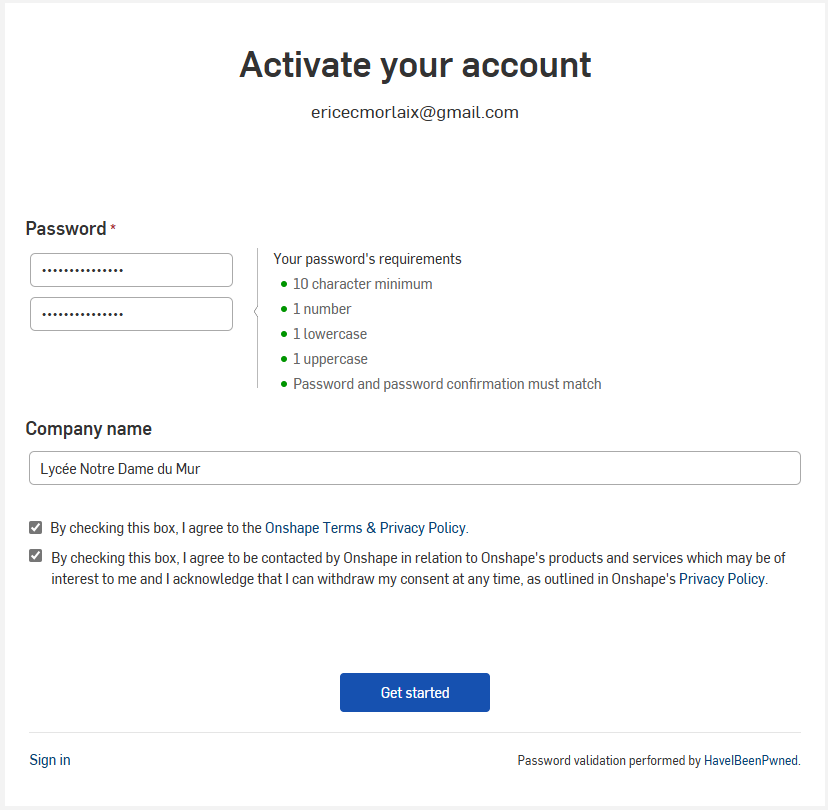 Activate your account
ericecmorlaix@gmail.com
Password *
•••••••••••••••
•••••••••••••••
Your password's requirements
10 character minimum
1 number
1 lowercase
1 uppercase
Password and password confirmation must match
Company name
Lycée Notre Dame du Mur
By checking this box, I agree to the Onshape Terms & Privacy Policy.
By checking this box, I agree to be contacted by Onshape in relation to Onshape's products and services which may be of
interest to me and I acknowledge that I can withdraw my consent at any time, as outlined in Onshape's Privacy Policy.
Get started
Sign in
Password validation performed by HaveIBeenPwned.